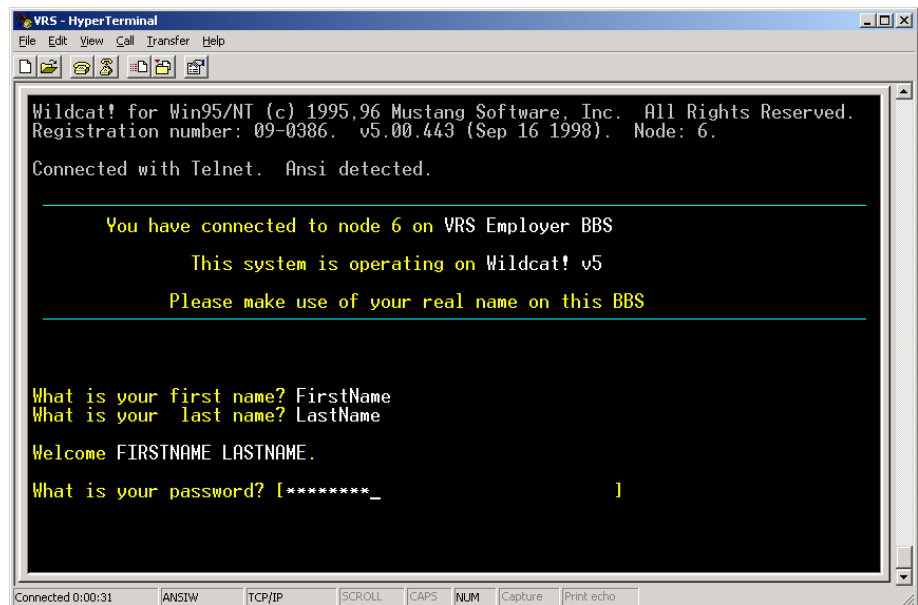 VRS - HyperTerminal
File Edit View Call Transfer Help
Wildcat! for Win95/NT (c) 1995,96 Mustang Software, Inc. All Rights Reserved.
Registration number: 09-0386. v5.00.443 (Sep 16 1998). Node: 6.
Connected with Telnet. Ansi detected.
You have connected to node 6 on VRS Employer BBS
This system is operating on Wildcat! v5
Please make use of your real name on this BBS
What is your first name? FirstName
What is your last name? LastName
Welcome FIRSTNAME LASTNAME.
What is your password? [********_ ]
Connected 0:00:31 ANSIW TCP/IP SCROLL CAPS NUM Capture Print echo